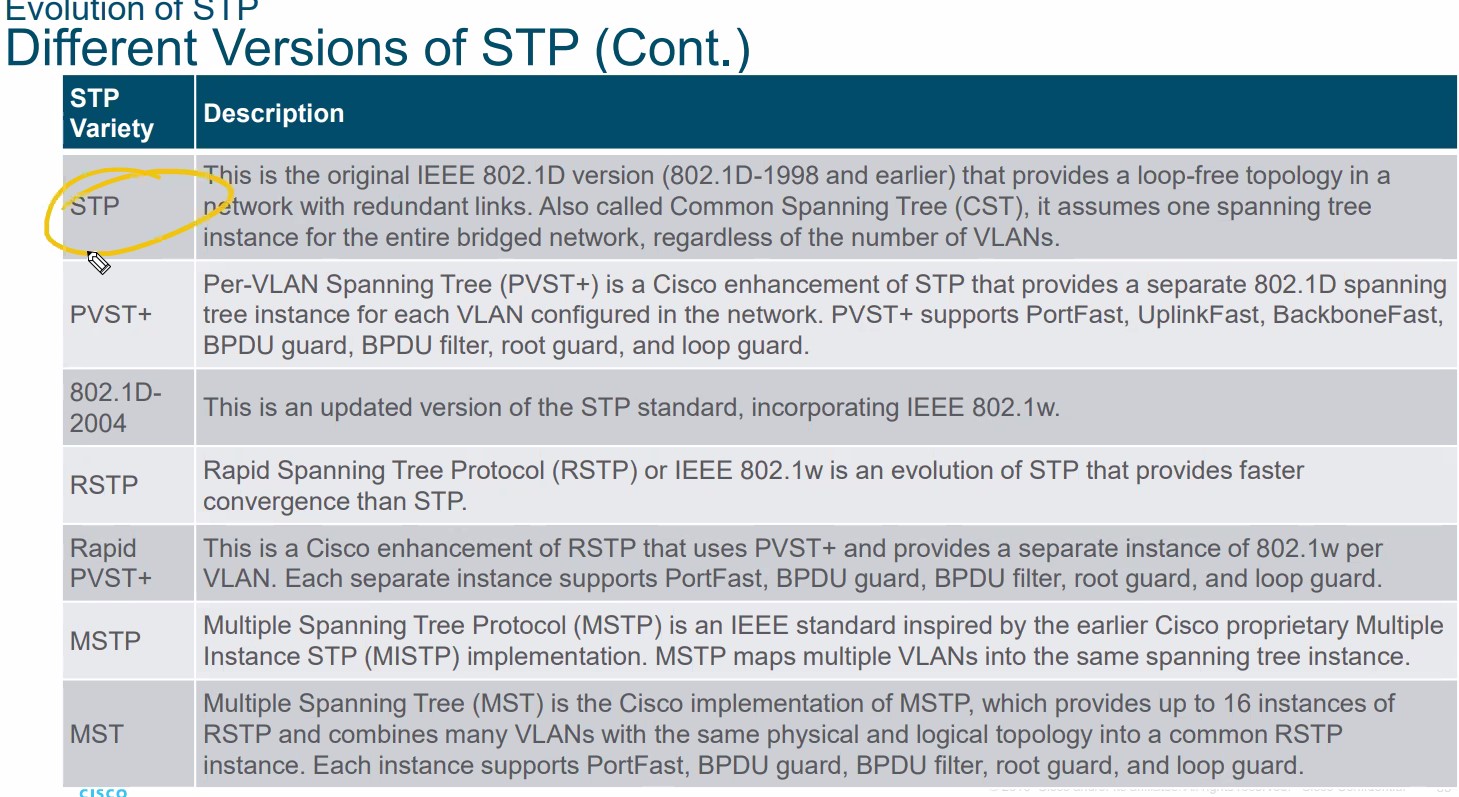 Evolution of STP
Different Versions of STP (Cont.)
STP
Variety
Description
STP
This is the original IEEE 802.1D version (802.1D-1998 and earlier) that provides a loop-free topology in a
network with redundant links. Also called Common Spanning Tree (CST), it assumes one spanning tree
instance for the entire bridged network, regardless of the number of VLANs.
PVST+
Per-VLAN Spanning Tree (PVST+) is a Cisco enhancement of STP that provides a separate 802.1D spanning
tree instance for each VLAN configured in the network. PVST+ supports PortFast, UplinkFast, BackboneFast,
BPDU guard, BPDU filter, root guard, and loop guard.
802.1D-
2004
This is an updated version of the STP standard, incorporating IEEE 802.1w.
RSTP
Rapid Spanning Tree Protocol (RSTP) or IEEE 802.1w is an evolution of STP that provides faster
convergence than STP.
Rapid
PVST+
This is a Cisco enhancement of RSTP that uses PVST+ and provides a separate instance of 802.1w per
VLAN. Each separate instance supports PortFast, BPDU guard, BPDU filter, root guard, and loop guard.
MSTP
Multiple Spanning Tree Protocol (MSTP) is an IEEE standard inspired by the earlier Cisco proprietary Multiple
Instance STP (MISTP) implementation. MSTP maps multiple VLANs into the same spanning tree instance.
MST
Multiple Spanning Tree (MST) is the Cisco implementation of MSTP, which provides up to 16 instances of
RSTP and combines many VLANs with the same physical and logical topology into a common RSTP
instance. Each instance supports PortFast, BPDU guard, BPDU filter, root guard, and loop guard.
CISCO